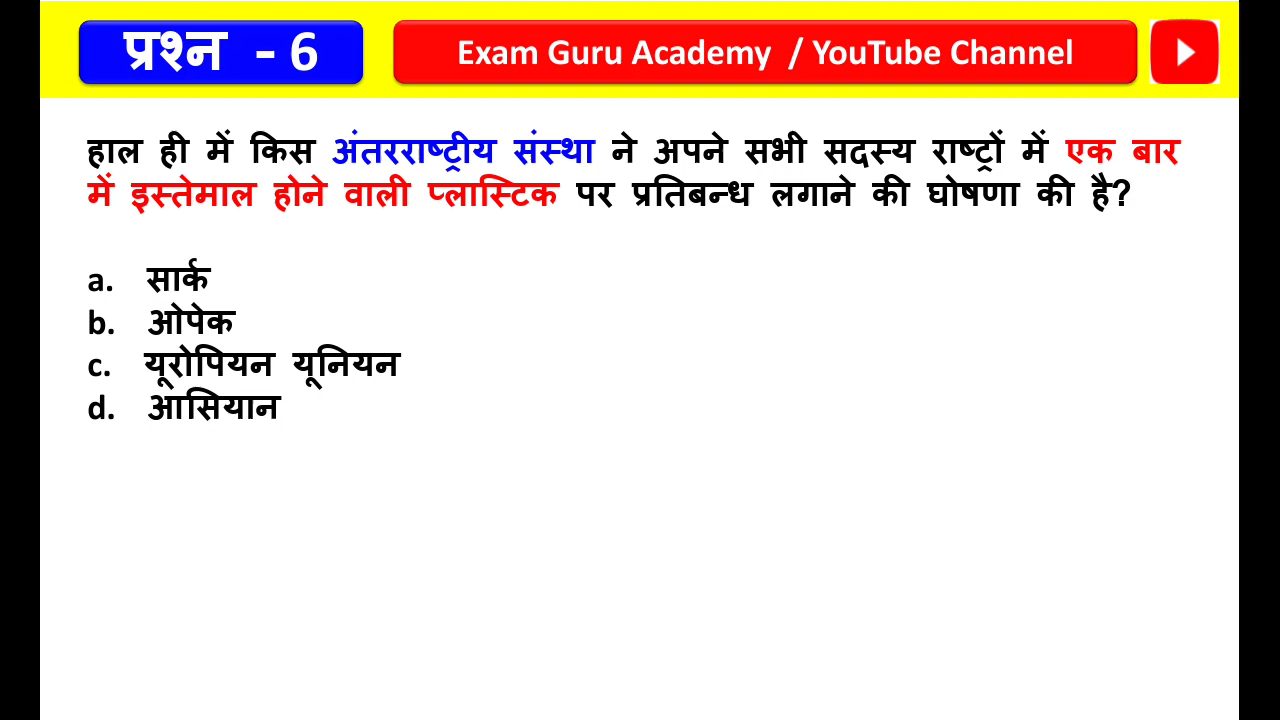 प्रश्न - 6
Exam Guru Academy / YouTube Channel
हाल ही में किस अंतरराष्ट्रीय संस्था ने अपने सभी सदस्य राष्ट्रों में एक बार
में इस्तेमाल होने वाली प्लास्टिक पर प्रतिबन्ध लगाने की घोषणा की है?
a. सार्क
b. ओपेक
c. यूरोपियन यूनियन
d. आसियान